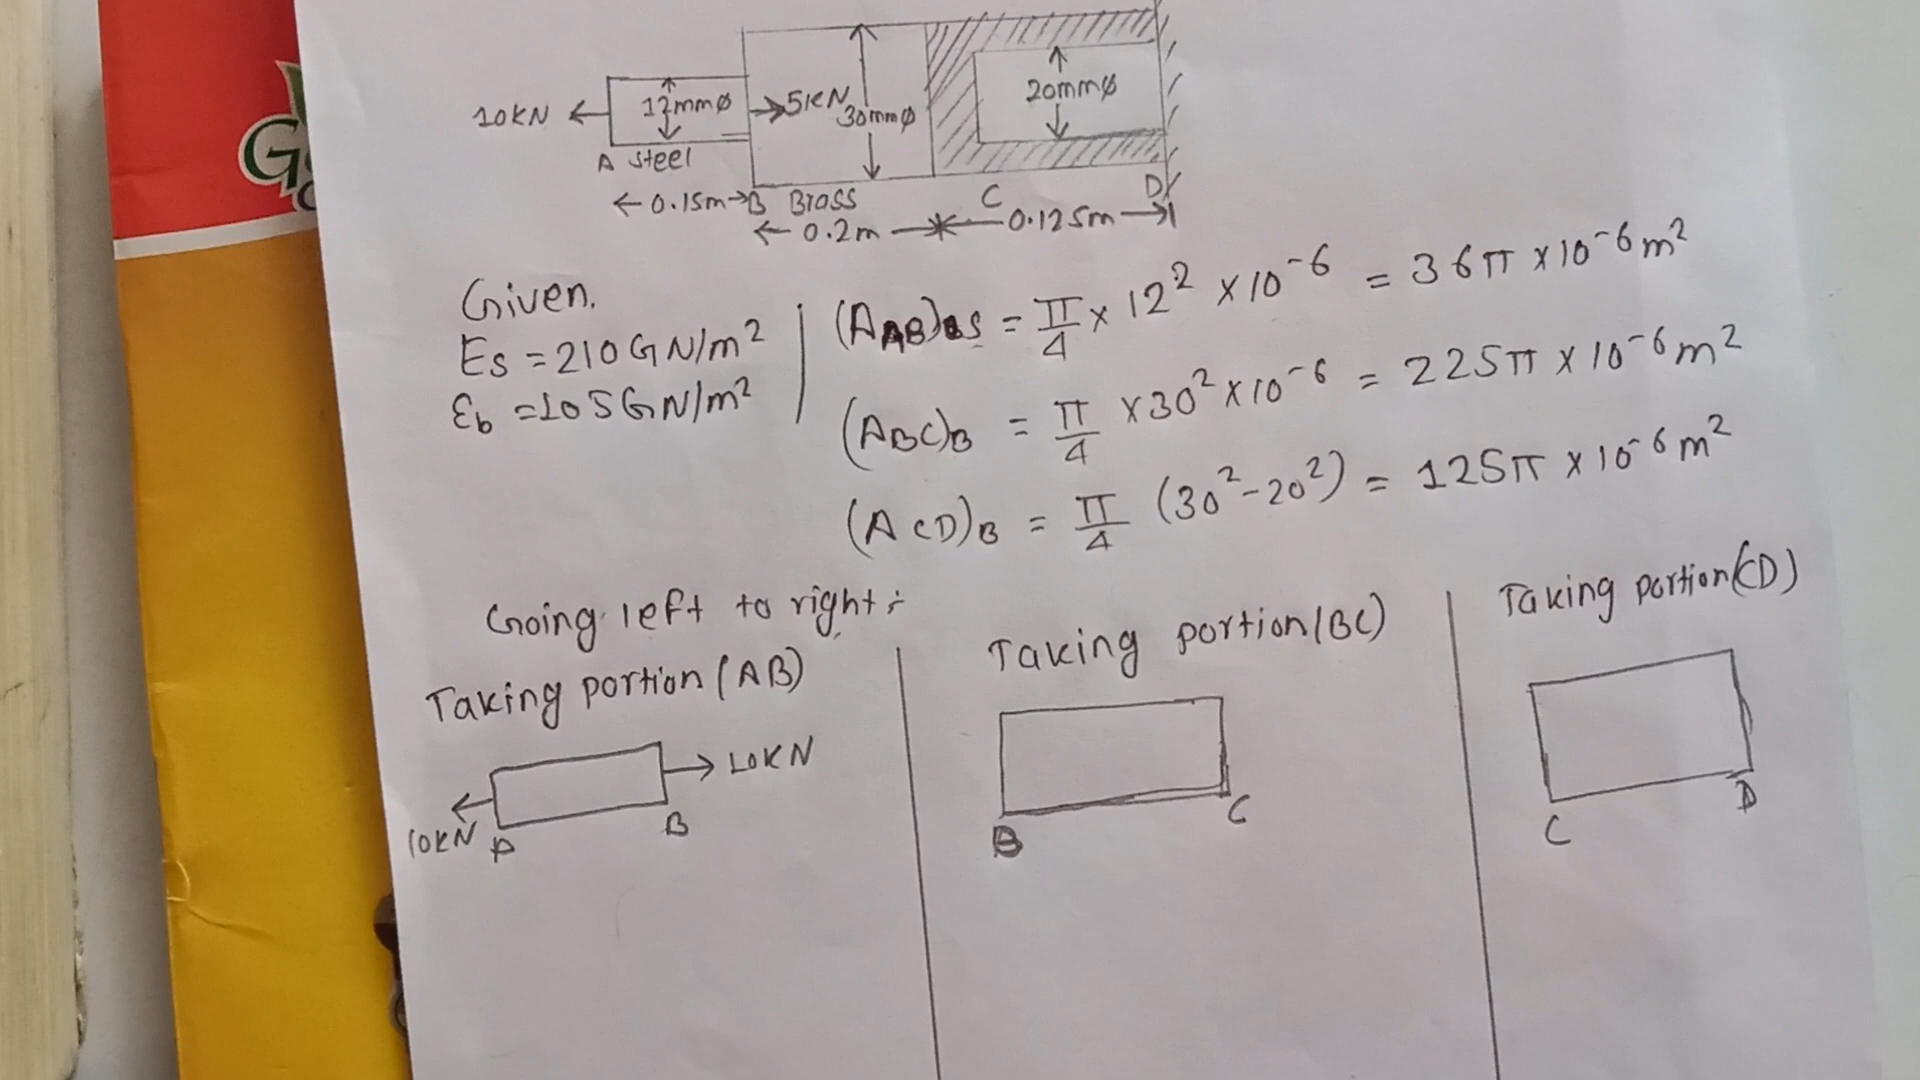 10KN ← 12mmø → 5KN 30mmø 20mmø
A steel
← 0.15m → B Brass C D
← 0.2m → ← 0.125m →
Given.
Es = 210 GN/m²
Eb = 105 GN/m²
(AAB)s = π/4 × 12² × 10⁻⁶ = 36π × 10⁻⁶ m²
(ABC)B = π/4 × 30² × 10⁻⁶ = 225π × 10⁻⁶ m²
(ACD)B = π/4 (30² - 20²) = 125π × 10⁻⁶ m²
Going left to right :-
Taking portion (AB)
10KN A B → 10KN
Taking portion (BC)
B C
Taking portion (CD)
C D